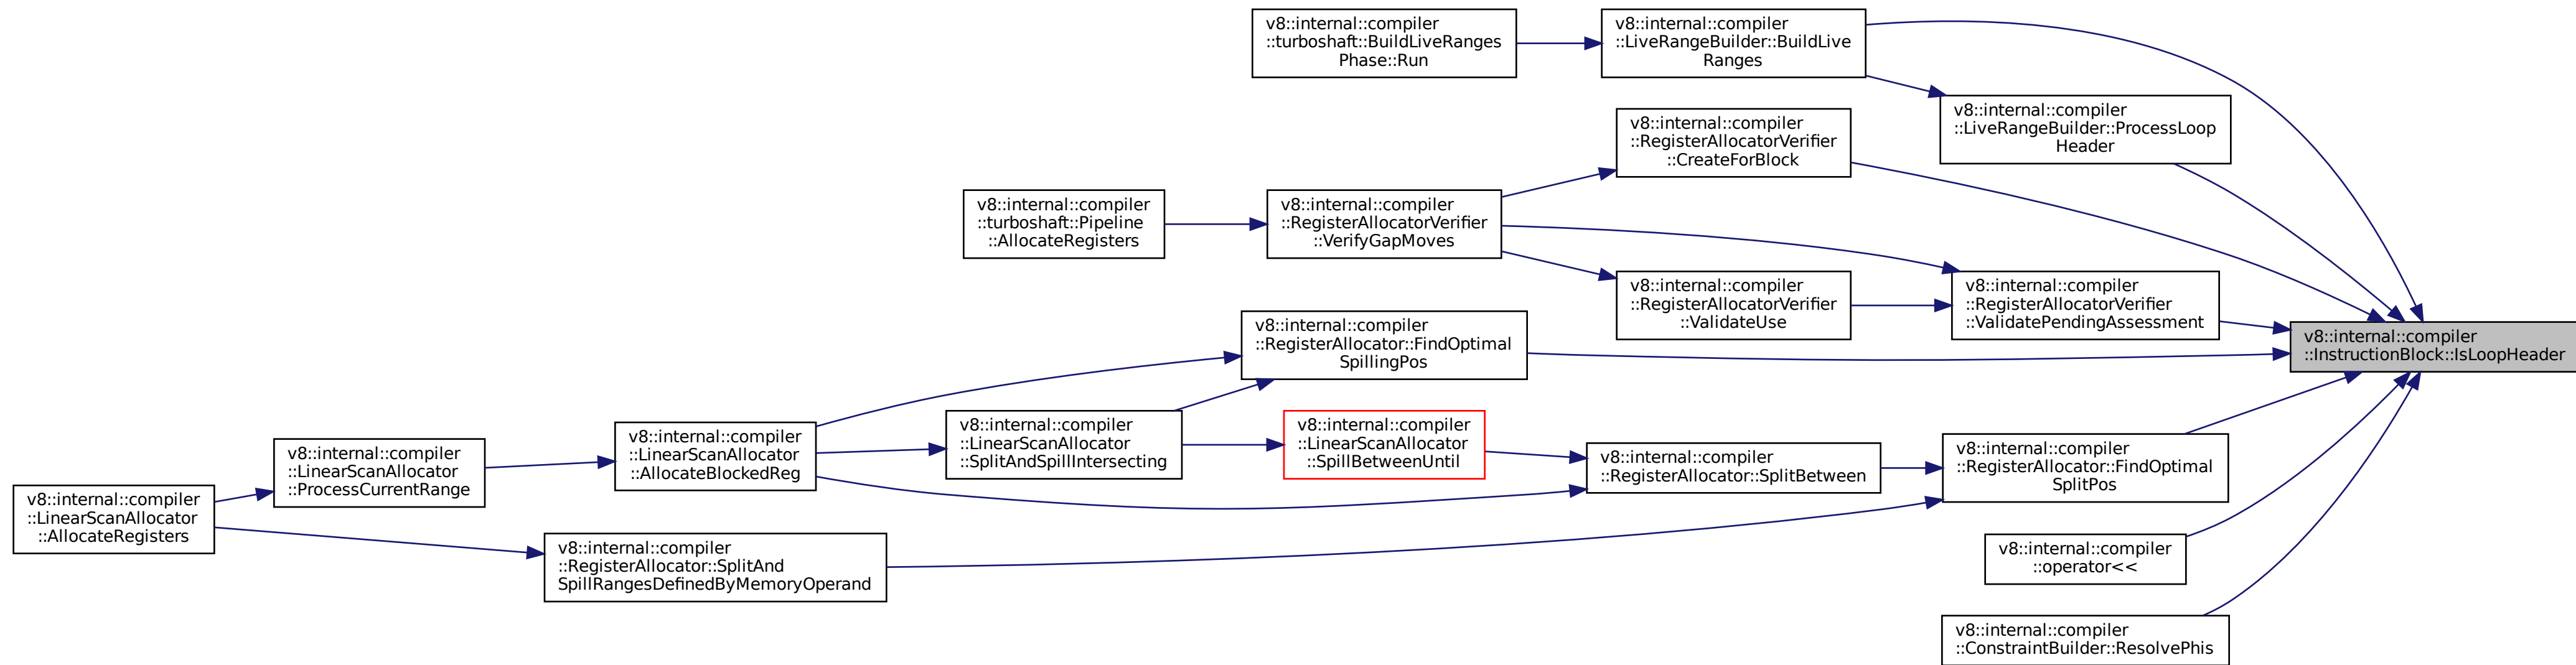 v8::internal::compiler
::turboshaft::BuildLiveRanges
Phase::Run
v8::internal::compiler
::LiveRangeBuilder::BuildLive
Ranges
v8::internal::compiler
::LiveRangeBuilder::ProcessLoop
Header
v8::internal::compiler
::RegisterAllocatorVerifier
::CreateForBlock
v8::internal::compiler
::turboshaft::Pipeline
::AllocateRegisters
v8::internal::compiler
::RegisterAllocatorVerifier
::VerifyGapMoves
v8::internal::compiler
::RegisterAllocatorVerifier
::ValidateUse
v8::internal::compiler
::RegisterAllocatorVerifier
::ValidatePendingAssessment
v8::internal::compiler
::InstructionBlock::IsLoopHeader
v8::internal::compiler
::RegisterAllocator::FindOptimal
SpillingPos
v8::internal::compiler
::LinearScanAllocator
::SplitAndSpillIntersecting
v8::internal::compiler
::LinearScanAllocator
::SpillBetweenUntil
v8::internal::compiler
::RegisterAllocator::SplitBetween
v8::internal::compiler
::RegisterAllocator::FindOptimal
SplitPos
v8::internal::compiler
::LinearScanAllocator
::AllocateBlockedReg
v8::internal::compiler
::LinearScanAllocator
::ProcessCurrentRange
v8::internal::compiler
::LinearScanAllocator
::AllocateRegisters
v8::internal::compiler
::RegisterAllocator::SplitAnd
SpillRangesDefinedByMemoryOperand
v8::internal::compiler
::operator<<
v8::internal::compiler
::ConstraintBuilder::ResolvePhis